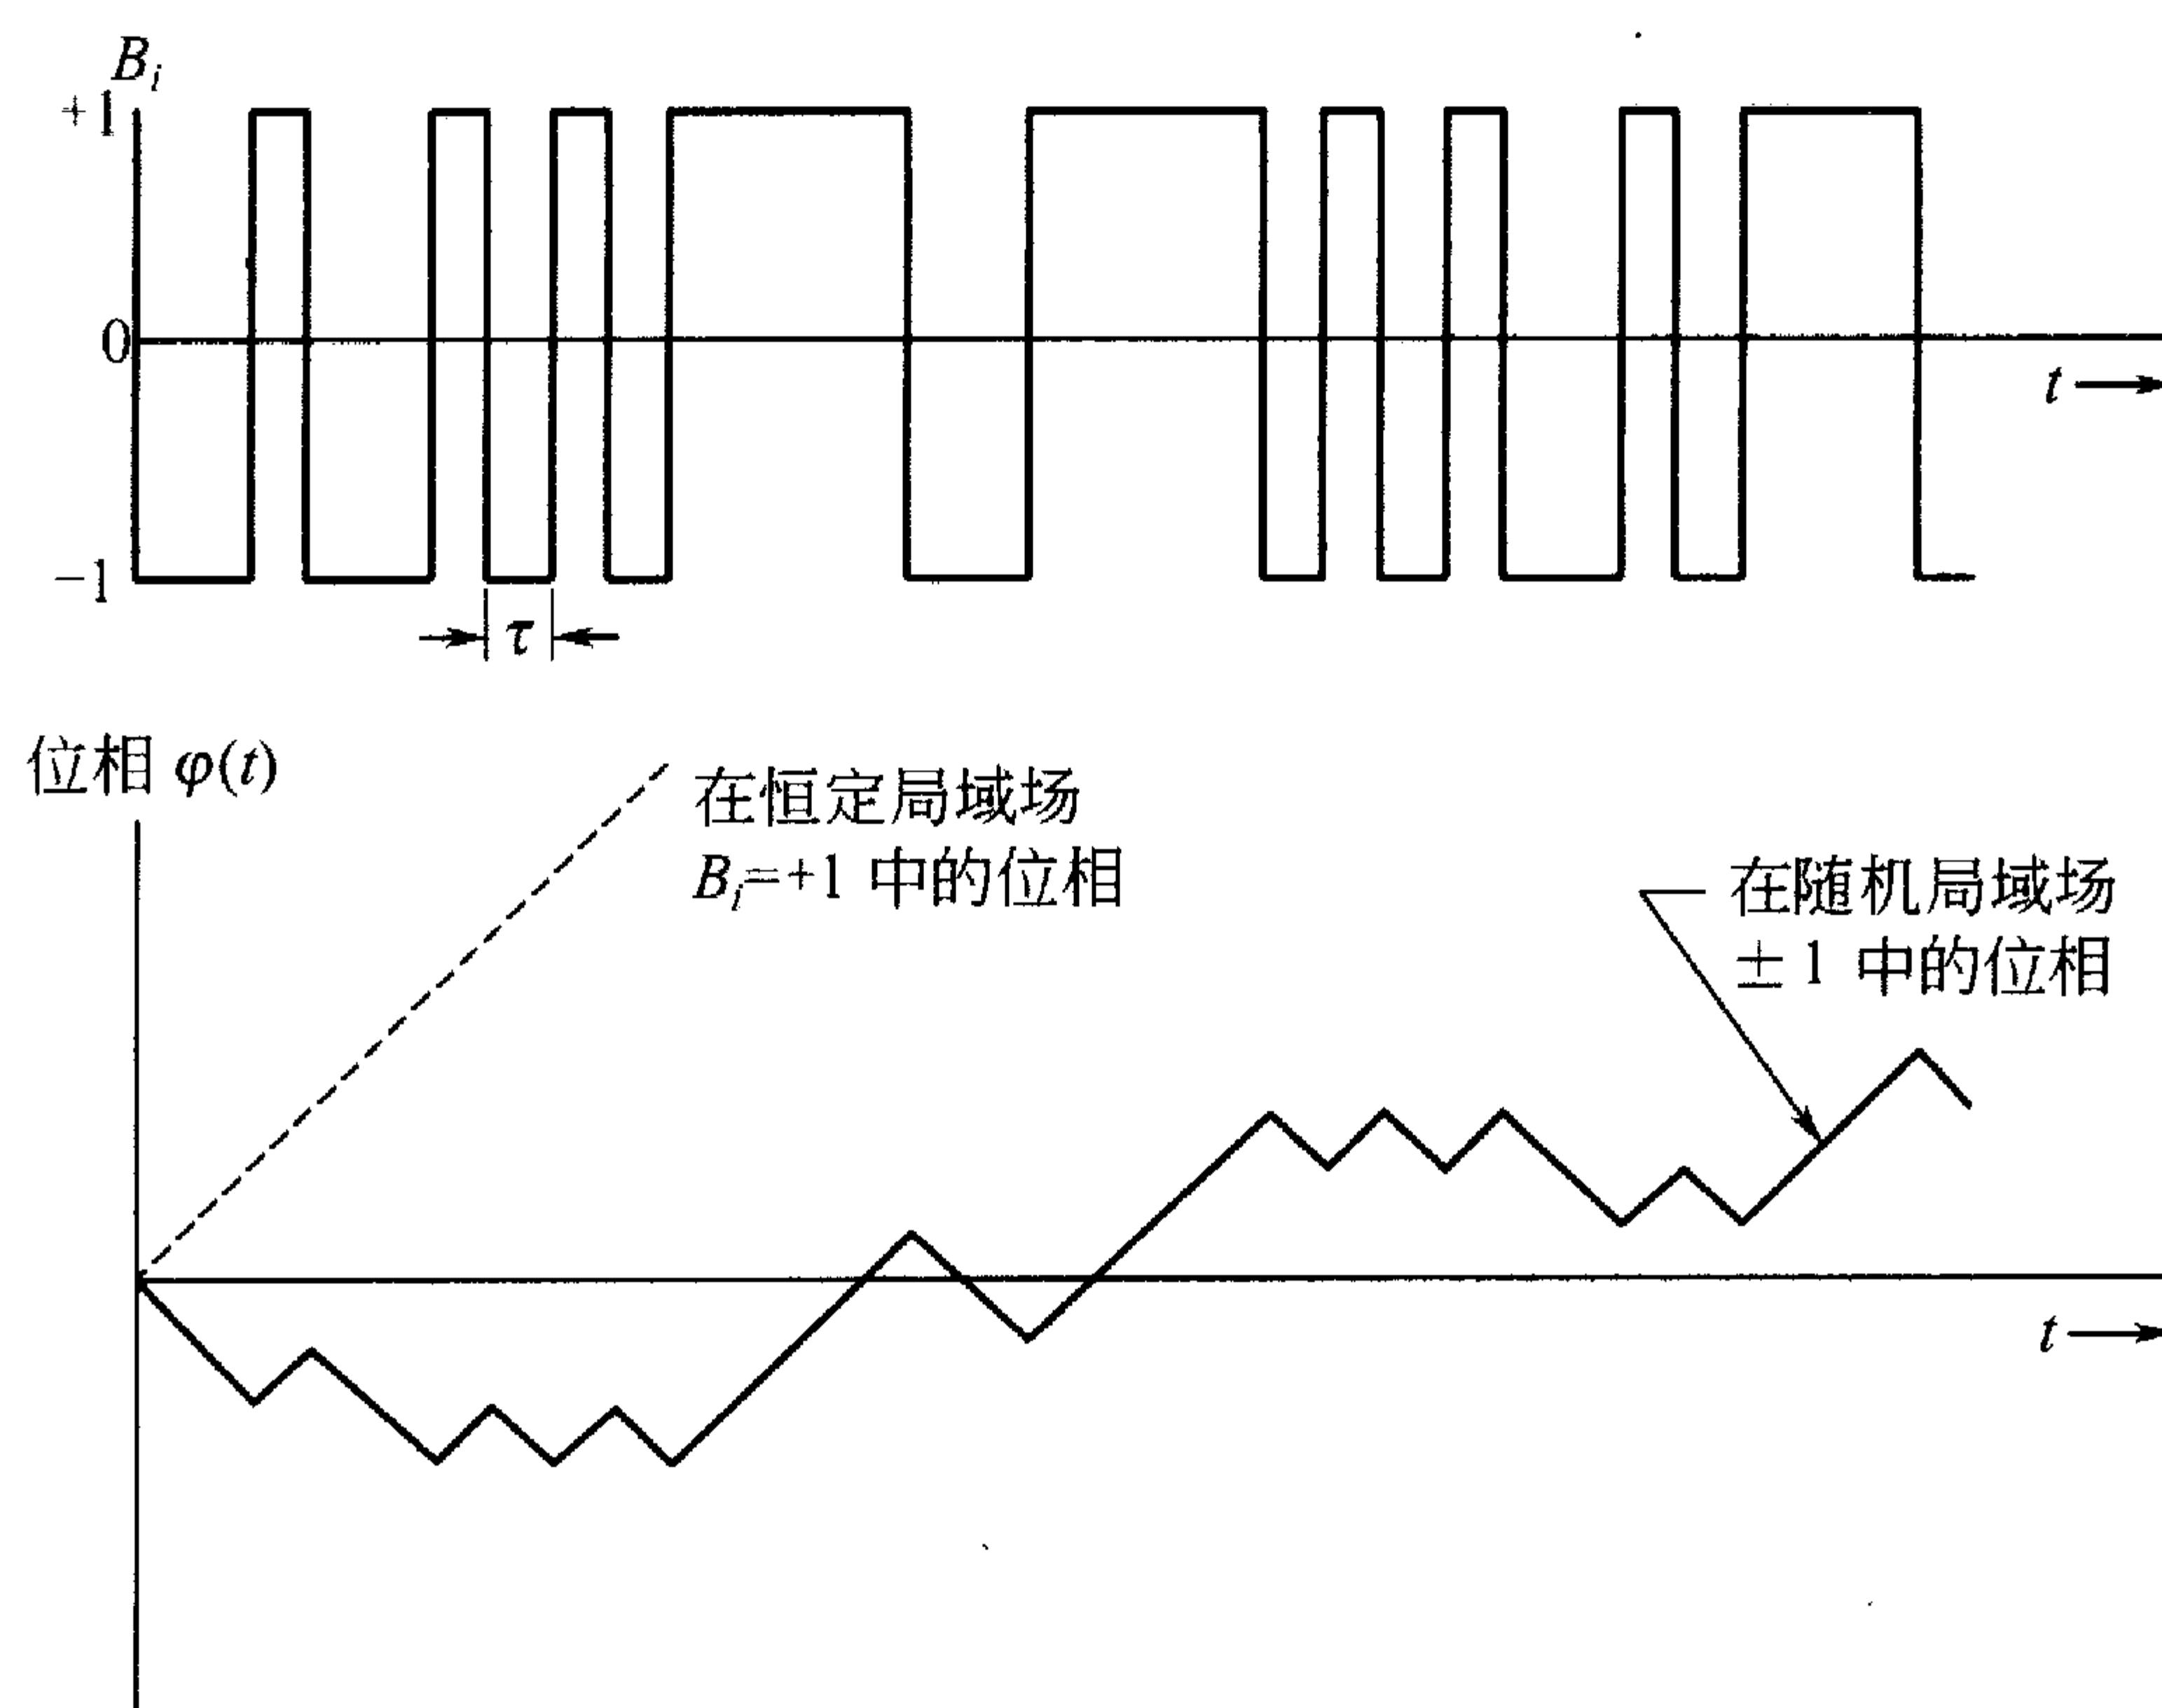 B_i
+1
0
t
-1
τ
位相 φ(t)
在恒定局域场
B_i=+1 中的位相
在随机局域场
± 1 中的位相
t